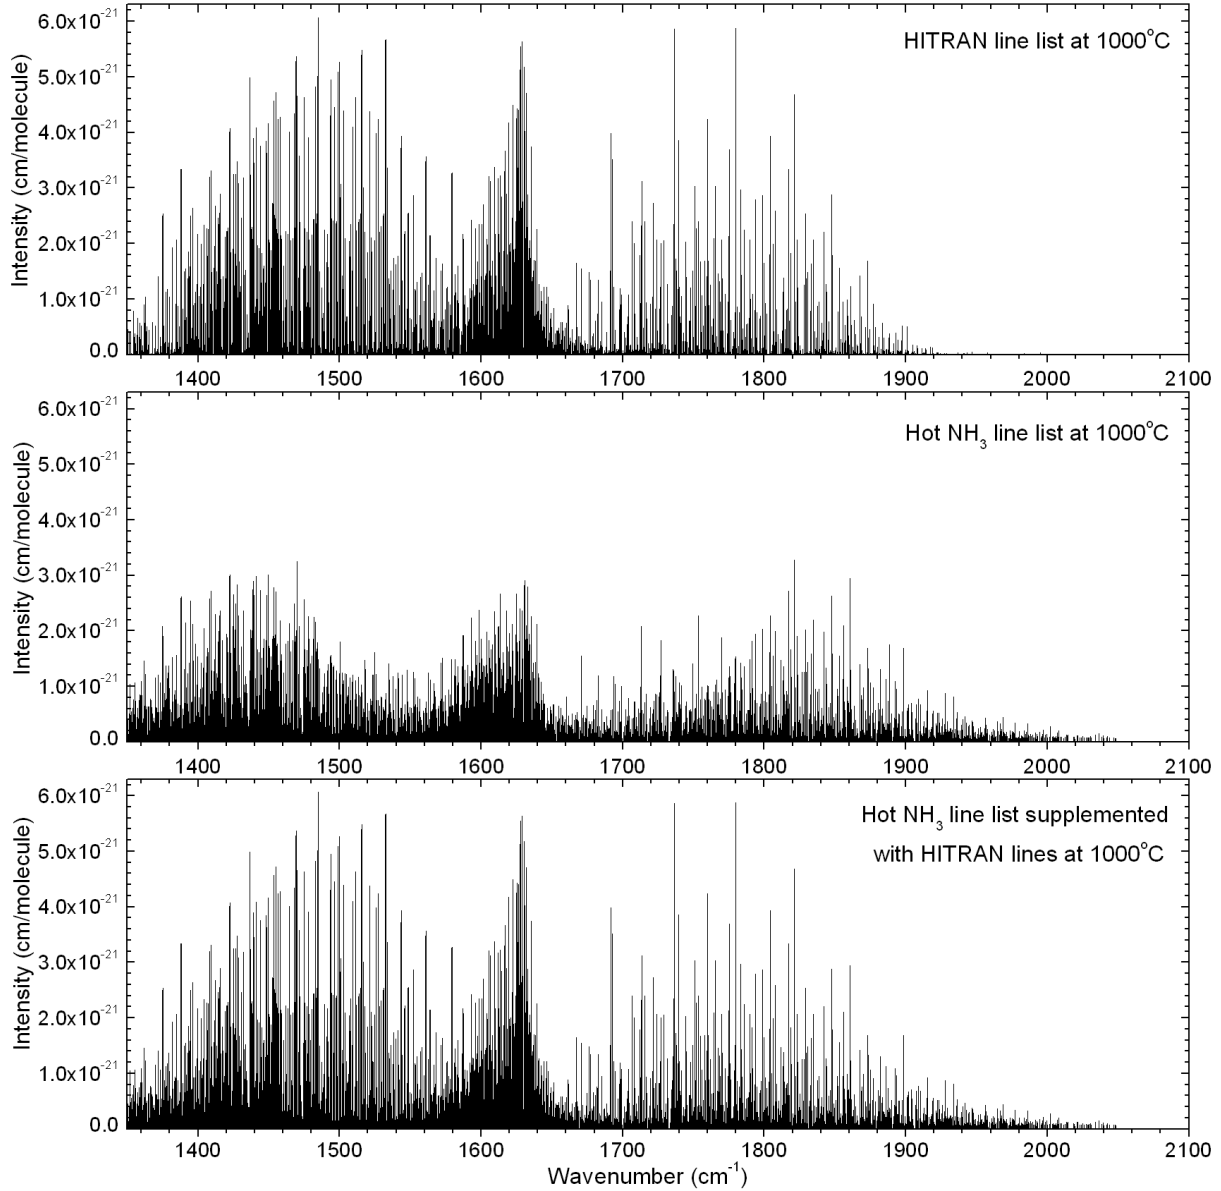 HITRAN line list at 1000°C
Intensity (cm/molecule)
6.0x10⁻²¹
5.0x10⁻²¹
4.0x10⁻²¹
3.0x10⁻²¹
2.0x10⁻²¹
1.0x10⁻²¹
0.0
1400 1500 1600 1700 1800 1900 2000 2100
Hot NH₃ line list at 1000°C
Intensity (cm/molecule)
6.0x10⁻²¹
5.0x10⁻²¹
4.0x10⁻²¹
3.0x10⁻²¹
2.0x10⁻²¹
1.0x10⁻²¹
0.0
1400 1500 1600 1700 1800 1900 2000 2100
Hot NH₃ line list supplemented
with HITRAN lines at 1000°C
Intensity (cm/molecule)
6.0x10⁻²¹
5.0x10⁻²¹
4.0x10⁻²¹
3.0x10⁻²¹
2.0x10⁻²¹
1.0x10⁻²¹
0.0
1400 1500 1600 1700 1800 1900 2000 2100
Wavenumber (cm⁻¹)